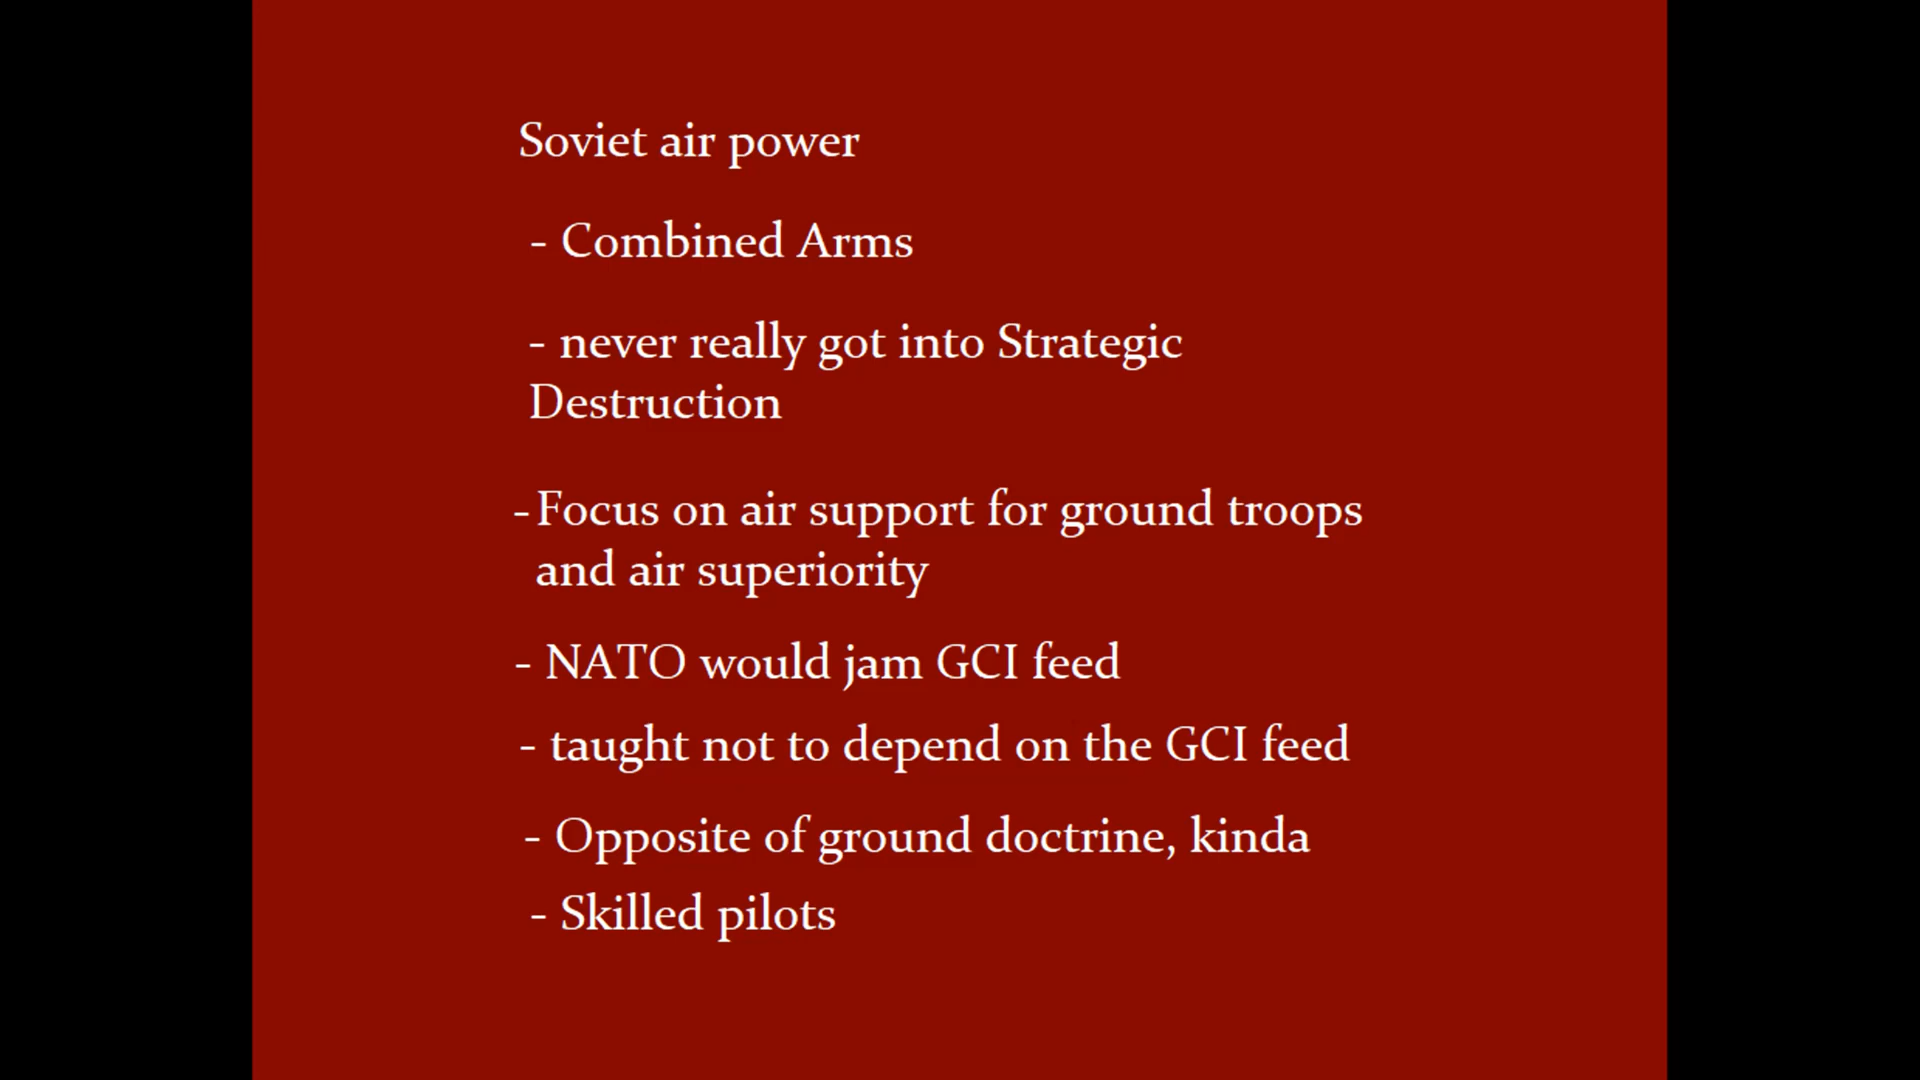 Soviet air power
- Combined Arms
- never really got into Strategic
Destruction
-Focus on air support for ground troops
and air superiority
- NATO would jam GCI feed
- taught not to depend on the GCI feed
- Opposite of ground doctrine, kinda
- Skilled pilots